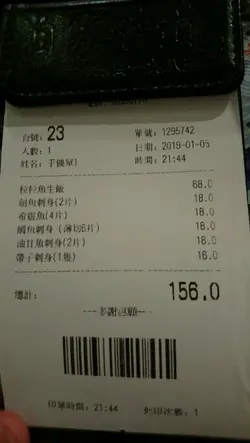 台號: 23 單號: 1295742
人數: 1 日期: 2019-01-05
姓名: 手機單1 時間: 21:44
粒粒魚生飯 68.0
劍魚刺身(2片) 18.0
希靈魚(4片) 18.0
鯛魚刺身 (薄切6片) 18.0
油甘魚刺身(2片) 18.0
帶子刺身(1隻) 16.0
總計: 156.0
---多謝惠顧---
印單時間: 21:44 列印次數: 1